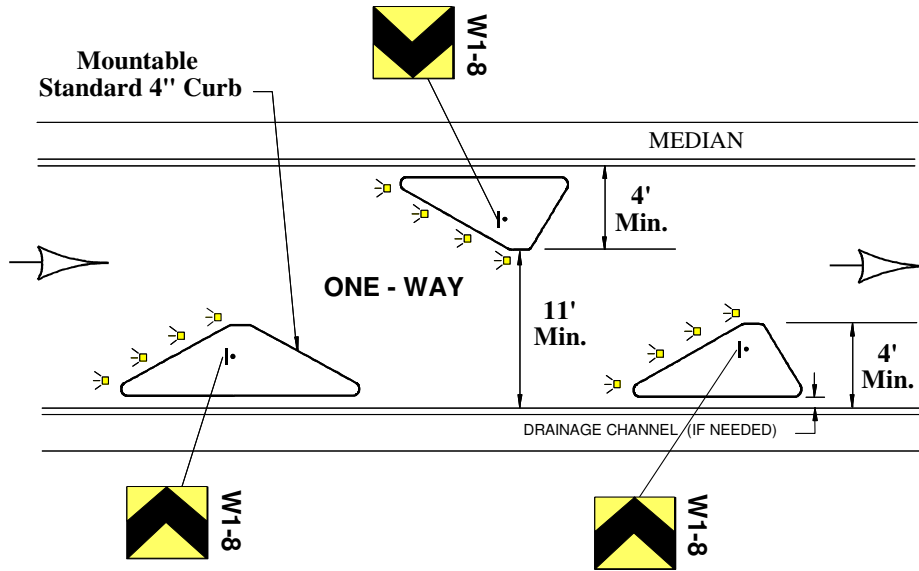 W1-8
Mountable
Standard 4" Curb
MEDIAN
4'
Min.
ONE - WAY
11'
Min.
4'
Min.
DRAINAGE CHANNEL (IF NEEDED)
W1-8
W1-8